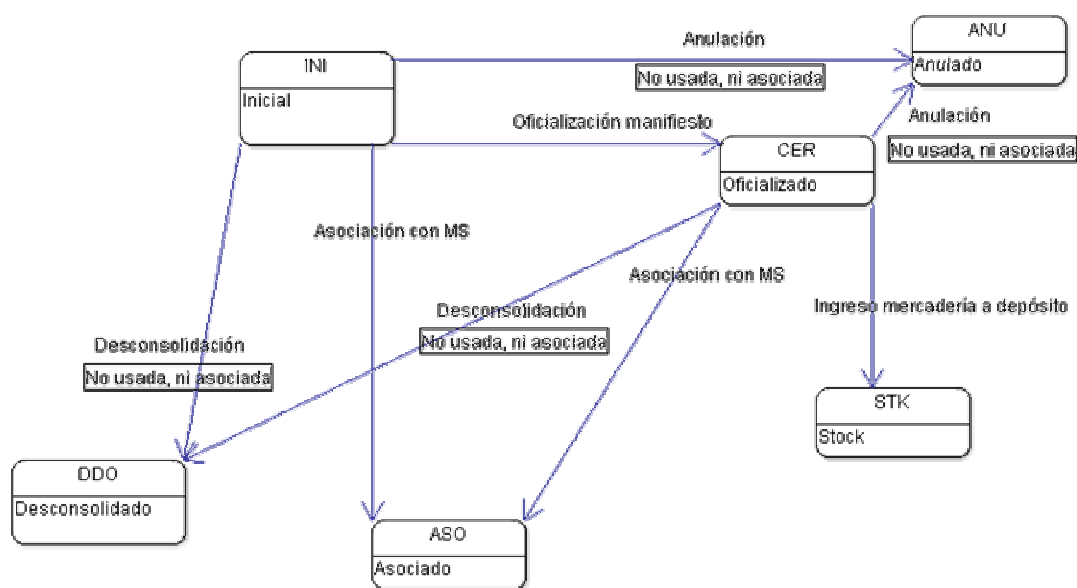 ANU
Anulado
Anulación
No usada, ni asociada
INI
Inicial
Anulación
No usada, ni asociada
Oficialización manifiesto
CER
Oficializado
Asociación con MS
Asociación con MS
Desconsolidación
No usada, ni asociada
Ingreso mercadería a depósito
Desconsolidación
No usada, ni asociada
STK
Stock
DDO
Desconsolidado
ASO
Asociado